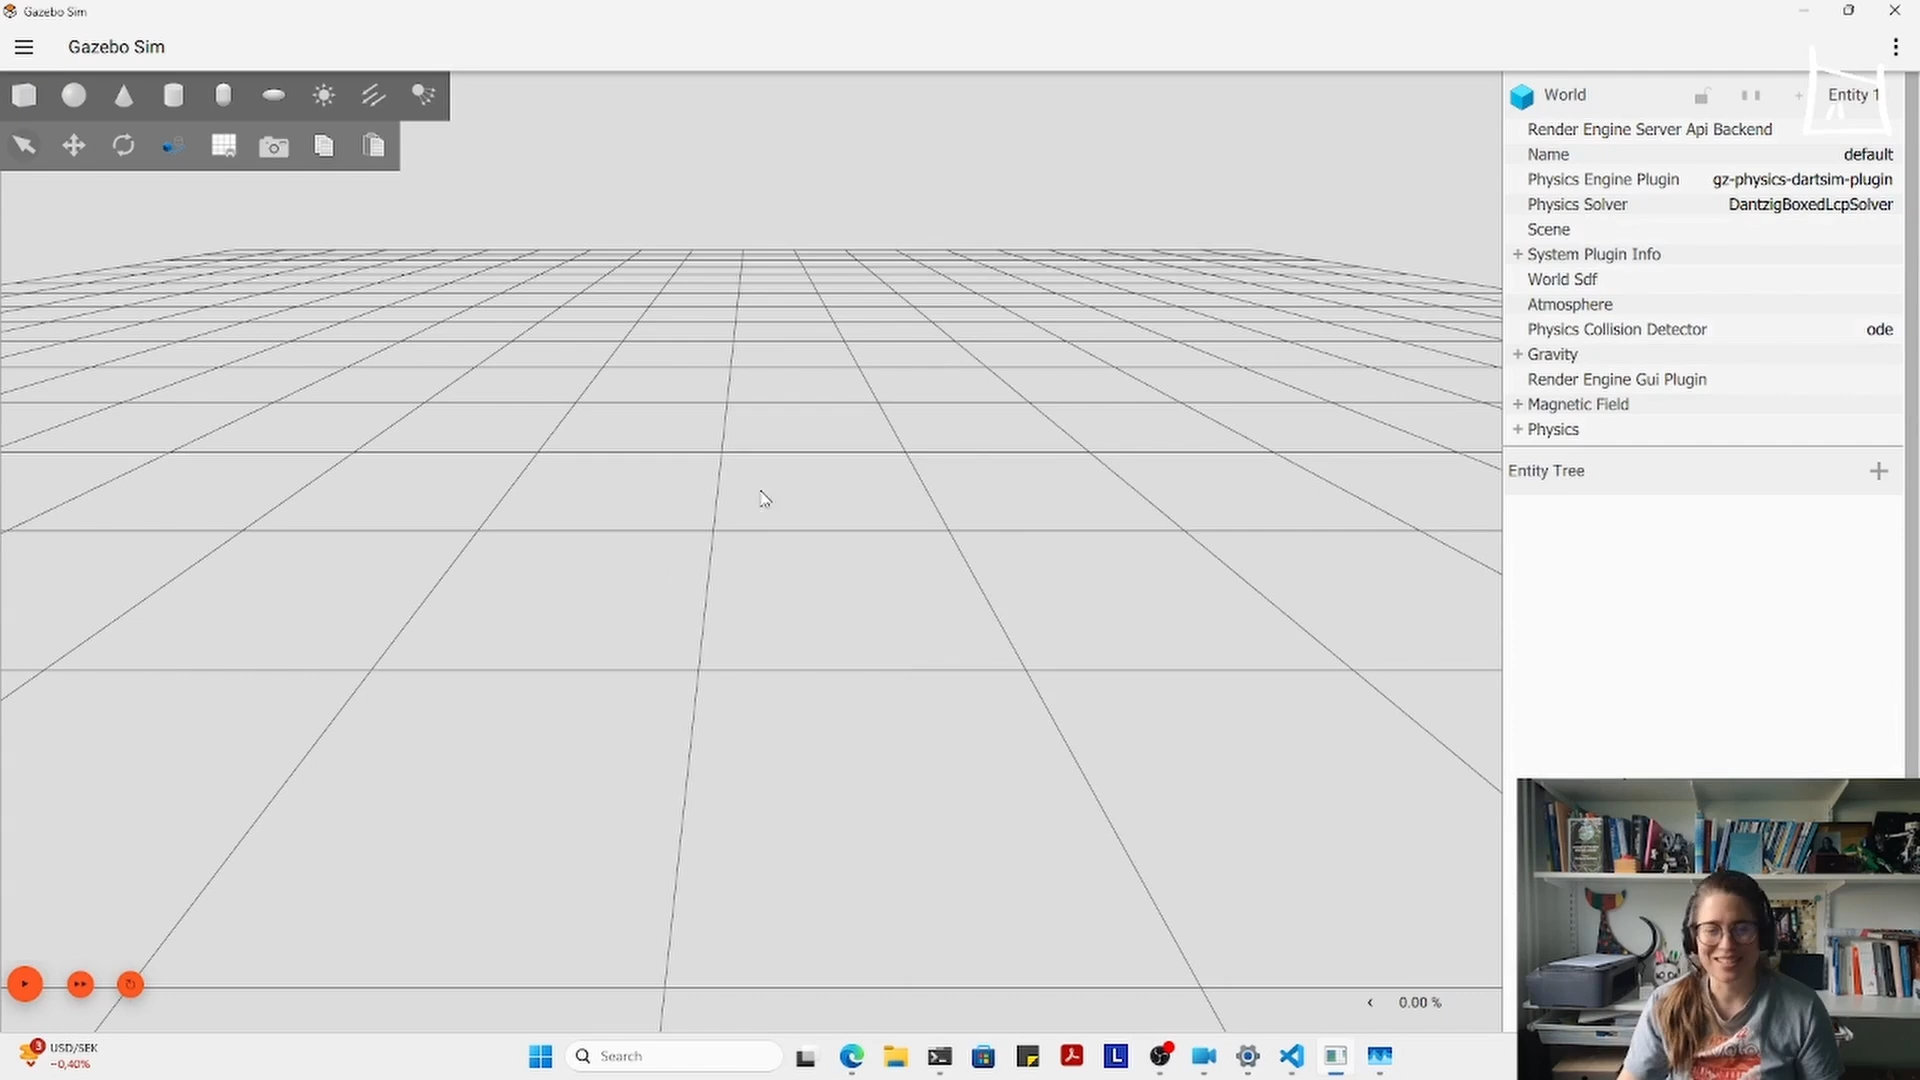 Gazebo Sim
Gazebo Sim
World
Entity 1
Render Engine Server Api Backend
Name default
Physics Engine Plugin gz-physics-dartsim-plugin
Physics Solver DantzigBoxedLcpSolver
Scene
+ System Plugin Info
World Sdf
Atmosphere
Physics Collision Detector ode
+ Gravity
Render Engine Gui Plugin
+ Magnetic Field
+ Physics
Entity Tree
0.00 %
3
USD/SEK
−0,40%
Search
L